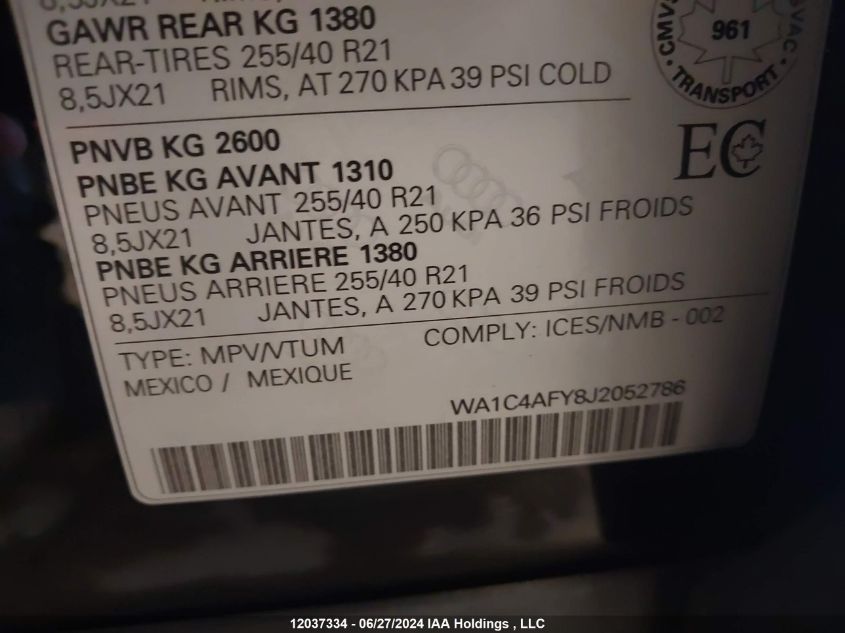 8,5JX21
GAWR REAR KG 1380
REAR-TIRES 255/40 R21
8,5JX21 RIMS, AT 270 KPA 39 PSI COLD
961
TRANSPORT
PNVB KG 2600
PNBE KG AVANT 1310
PNEUS AVANT 255/40 R21
8,5JX21 JANTES, A 250 KPA 36 PSI FROIDS
PNBE KG ARRIERE 1380
PNEUS ARRIERE 255/40 R21
8,5JX21 JANTES, A 270 KPA 39 PSI FROIDS
EC
TYPE: MPV/VTUM COMPLY: ICES/NMB - 002
MEXICO / MEXIQUE
WA1C4AFY8J2052786
12037334 - 06/27/2024 IAA Holdings , LLC